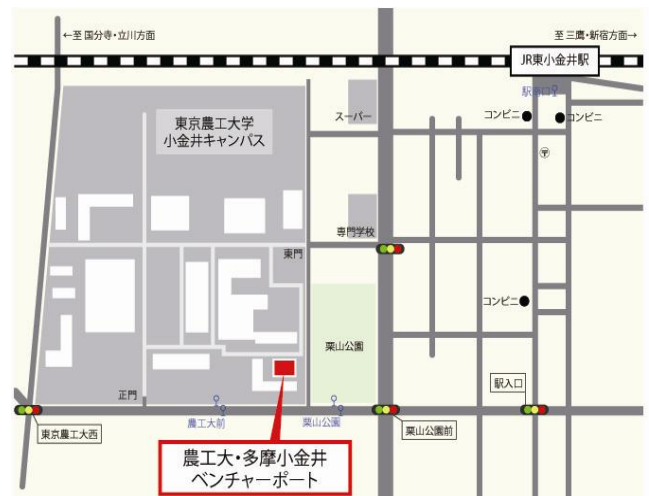 ←至 国分寺・立川方面
至 三鷹・新宿方面→
JR東小金井駅
駅南口
コンビニ
コンビニ
スーパー
東京農工大学
小金井キャンパス
〒
専門学校
東門
コンビニ
栗山公園
駅入口
正門
農工大前
栗山公園
東京農工大西
栗山公園前
農工大・多摩小金井
ベンチャーポート